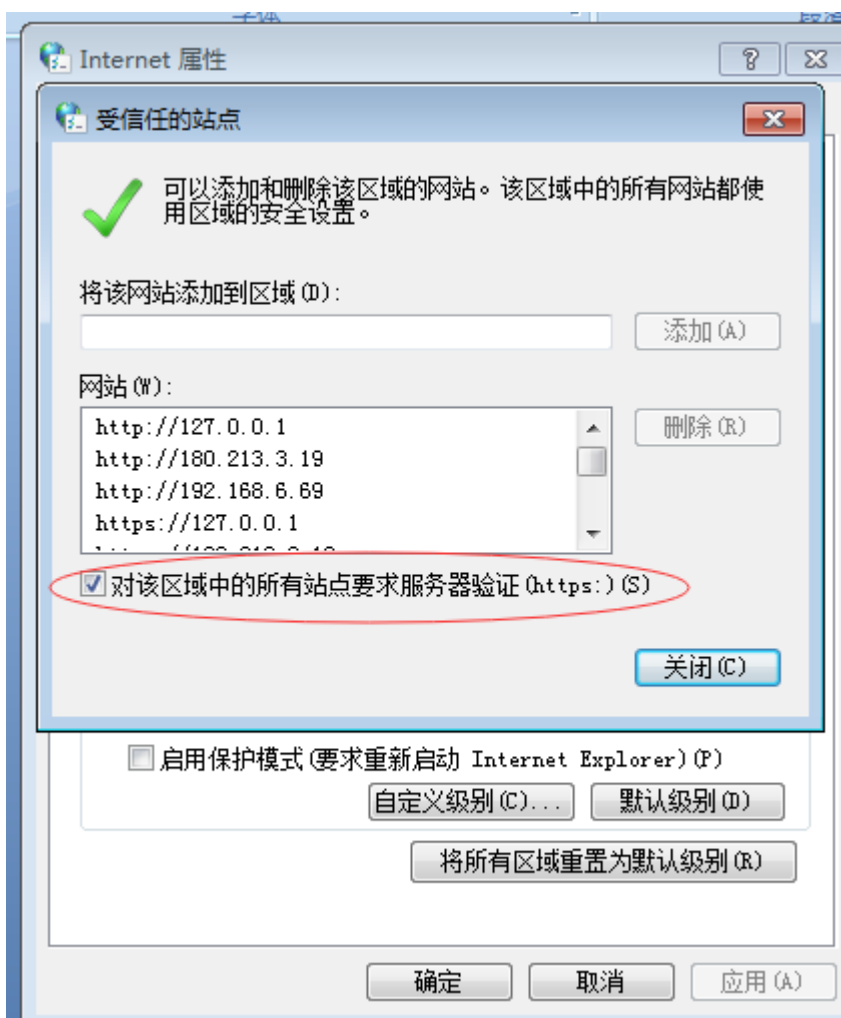 字体
Internet 属性
受信任的站点
可以添加和删除该区域的网站。该区域中的所有网站都使
用区域的安全设置。
将该网站添加到区域(D):
添加(A)
网站(W):
http://127.0.0.1
删除(R)
http://180.213.3.19
http://192.168.6.69
https://127.0.0.1
对该区域中的所有站点要求服务器验证(https:)(S)
关闭(C)
启用保护模式(要求重新启动 Internet Explorer)(P)
自定义级别(C)...
默认级别(D)
将所有区域重置为默认级别(R)
确定
取消
应用(A)